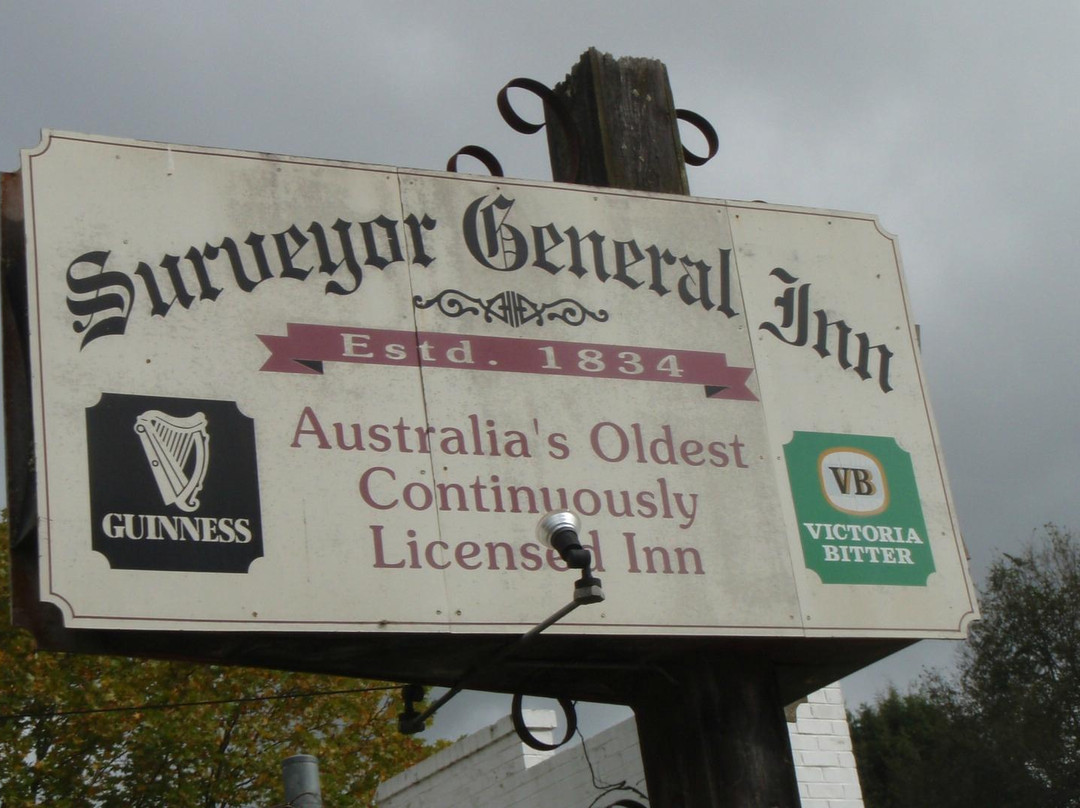 Surveyor General Inn
Estd. 1834
Australia's Oldest
Continuously
Licensed Inn
GUINNESS
VB
VICTORIA
BITTER